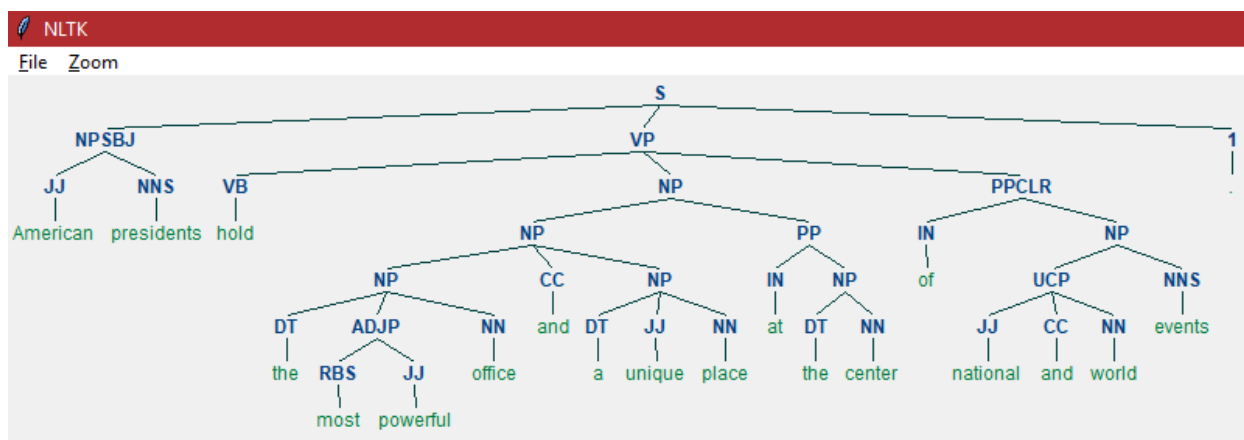 NLTK
File Zoom
S
NPSBJ VP 1
JJ NNS VB NP PPCLR .
American presidents hold NP PP IN NP
NP CC NP IN NP of UCP NNS
DT ADJP NN and DT JJ NN at DT NN JJ CC NN events
the RBS JJ office a unique place the center national and world
most powerful